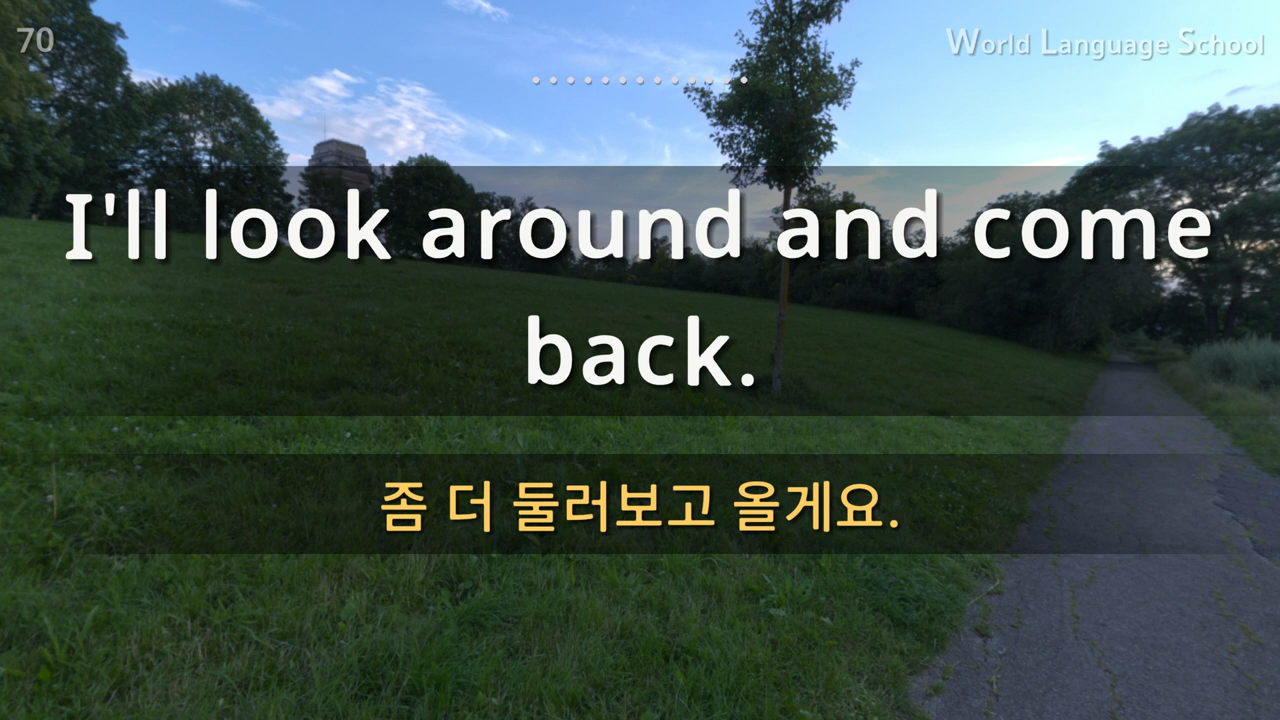 70
World Language School
I'll look around and come
back.
좀 더 둘러보고 올게요.